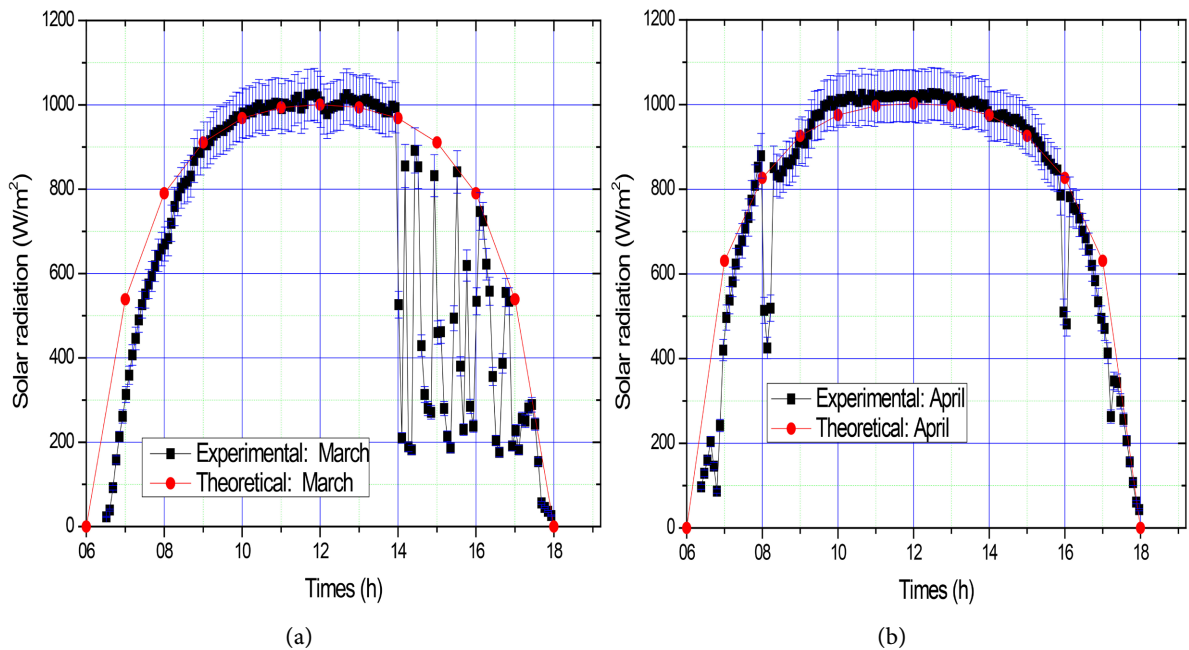 1200
1000
800
600
400
200
0
Solar radiation (W/m²)
Experimental: March
Theoretical: March
06 08 10 12 14 16 18
Times (h)
(a)
1200
1000
800
600
400
200
0
Solar radiation (W/m²)
Experimental: April
Theoretical: April
06 08 10 12 14 16 18
Times (h)
(b)